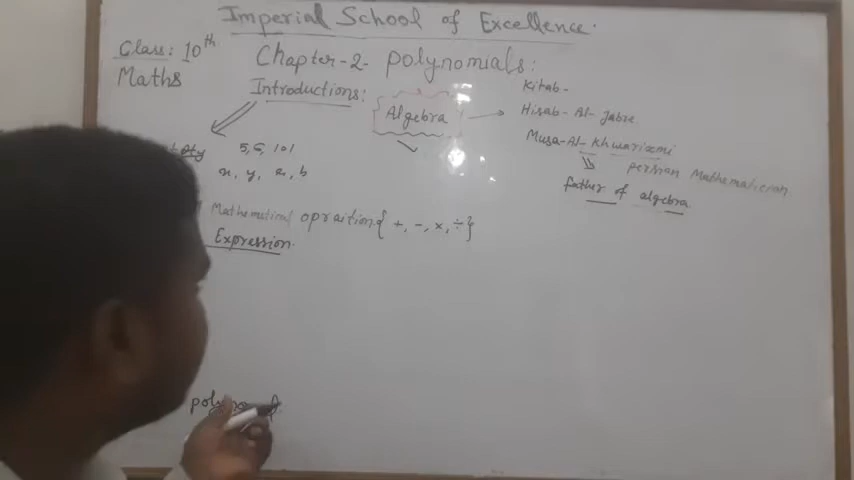 Imperial School of Excellence.
Class: 10th
Maths
Chapter-2- polynomials:
Introductions:
Algebra
Kitab-
Hisab-Al-Jabre
Musa-Al-Khwarizmi
persian Mathematician
father of algebra
5, 6, 101
x, y, a, b
Mathematical opraition{ +, -, ×, ÷}
Expression.